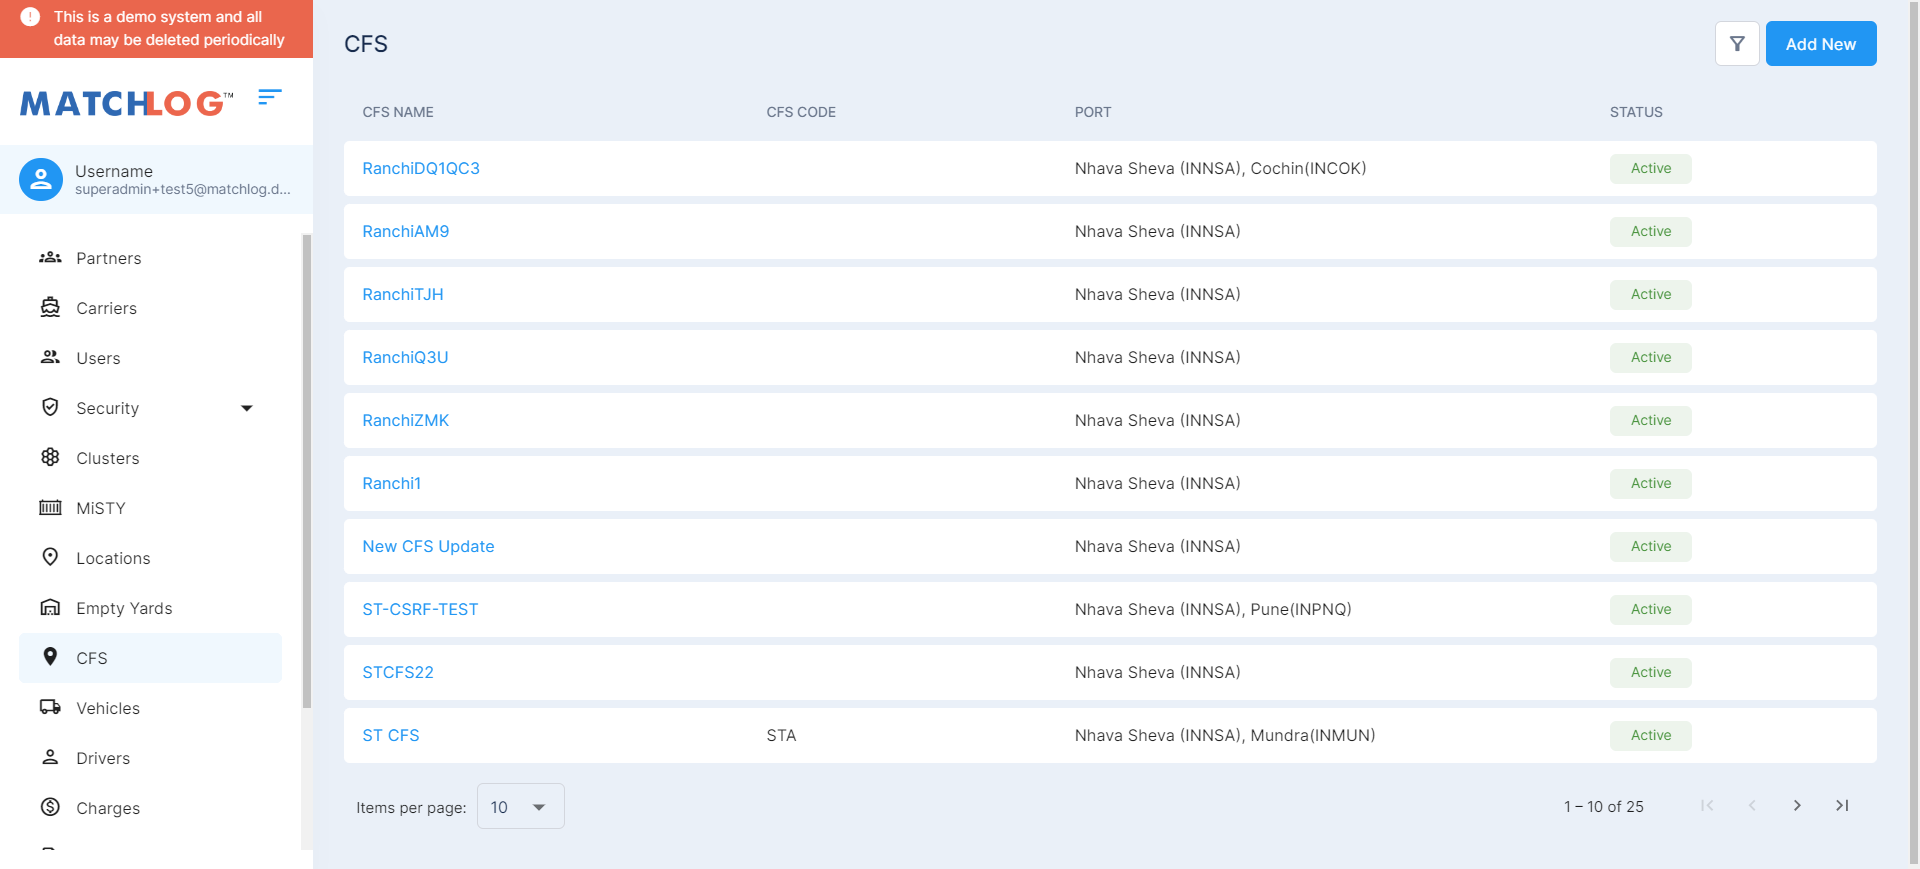 This is a demo system and all
data may be deleted periodically
MATCHLOG™
Username
superadmin+test5@matchlog.d...
Partners
Carriers
Users
Security
Clusters
MiSTY
Locations
Empty Yards
CFS
Vehicles
Drivers
Charges
CFS
Add New
CFS NAME CFS CODE PORT STATUS
RanchiDQ1QC3 Nhava Sheva (INNSA), Cochin(INCOK) Active
RanchiAM9 Nhava Sheva (INNSA) Active
RanchiTJH Nhava Sheva (INNSA) Active
RanchiQ3U Nhava Sheva (INNSA) Active
RanchiZMK Nhava Sheva (INNSA) Active
Ranchi1 Nhava Sheva (INNSA) Active
New CFS Update Nhava Sheva (INNSA) Active
ST-CSRF-TEST Nhava Sheva (INNSA), Pune(INPNQ) Active
STCFS22 Nhava Sheva (INNSA) Active
ST CFS STA Nhava Sheva (INNSA), Mundra(INMUN) Active
Items per page: 10 1 – 10 of 25